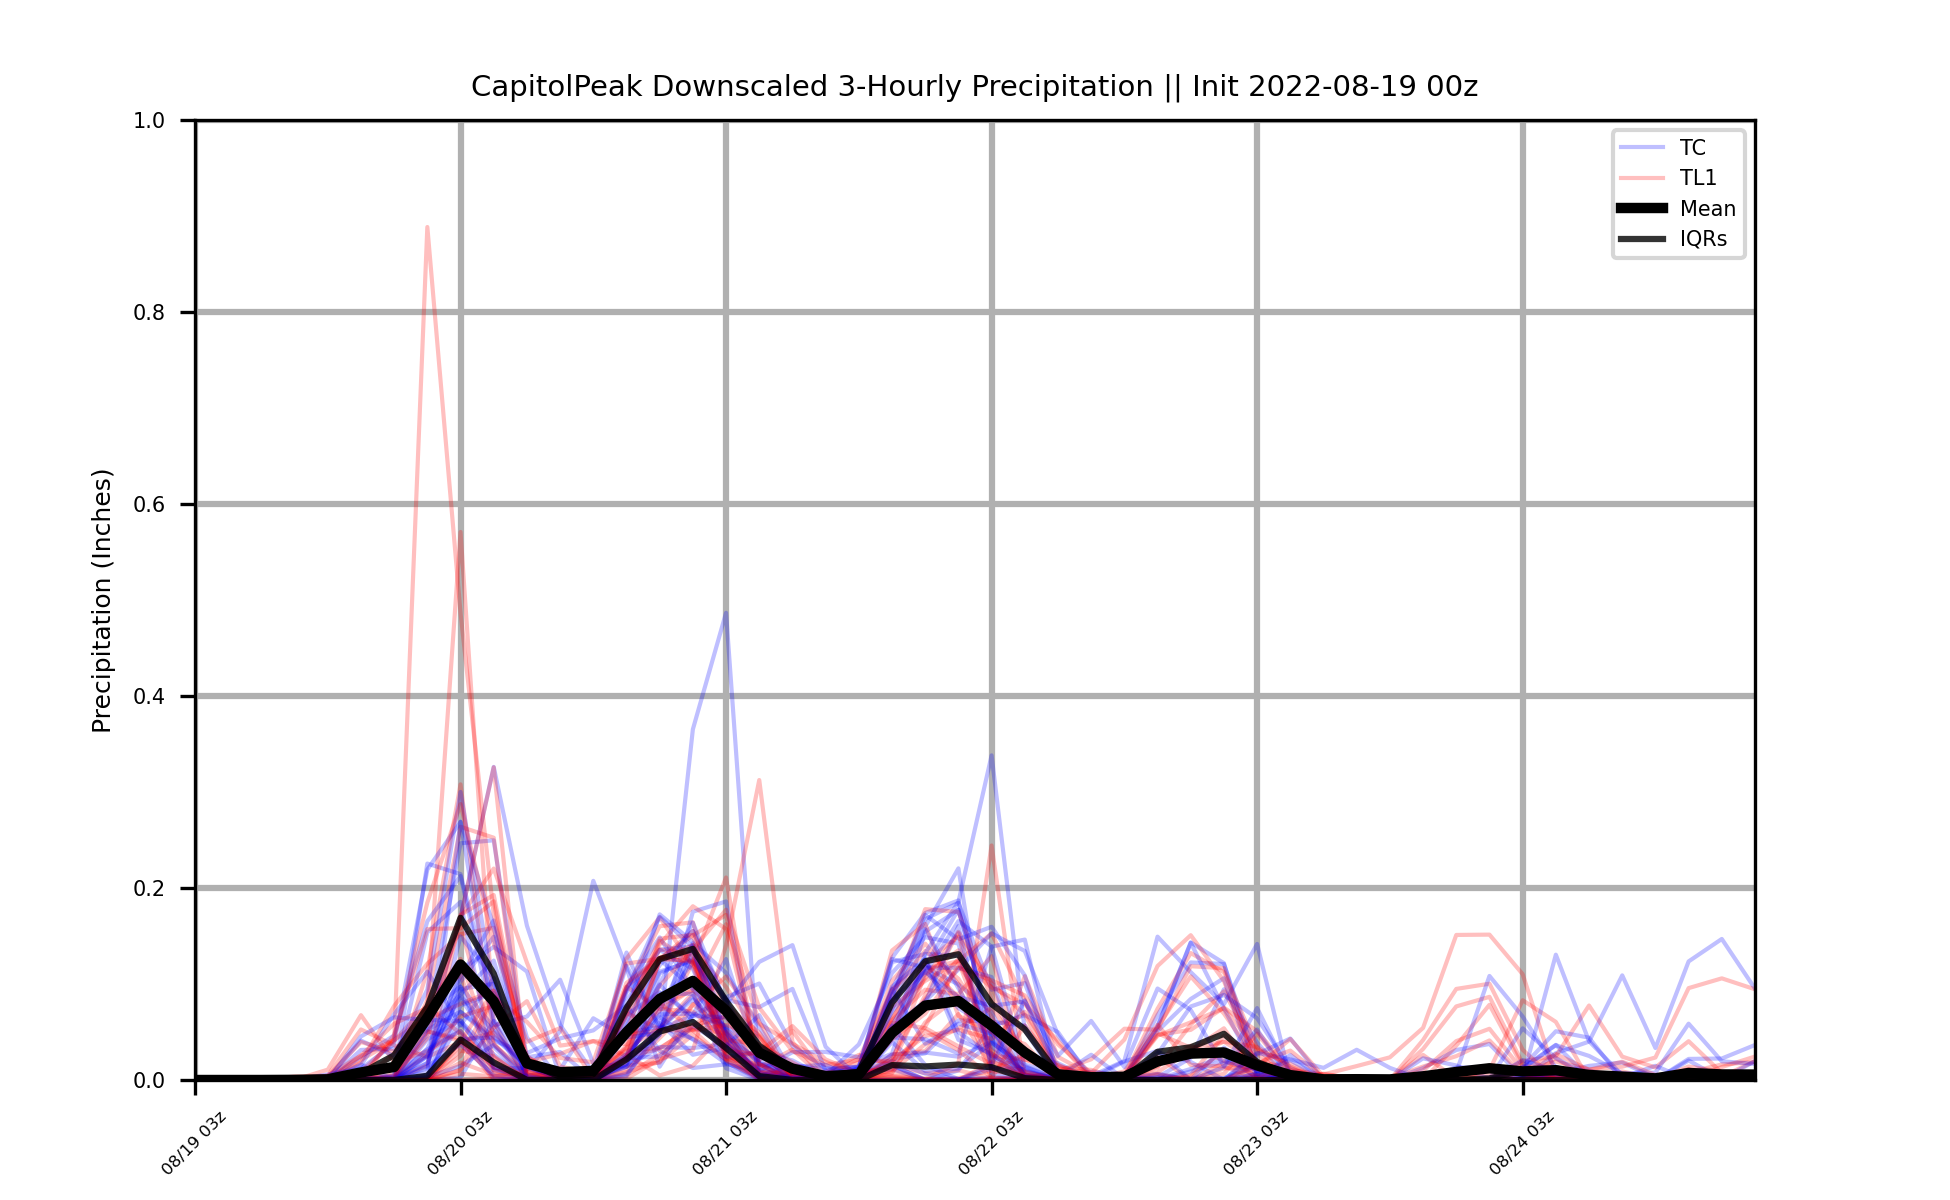 CapitolPeak Downscaled 3-Hourly Precipitation || Init 2022-08-19 00z
TC
TL1
Mean
IQRs
Precipitation (Inches)
1.0
0.8
0.6
0.4
0.2
0.0
08/19 03z
08/20 03z
08/21 03z
08/22 03z
08/23 03z
08/24 03z